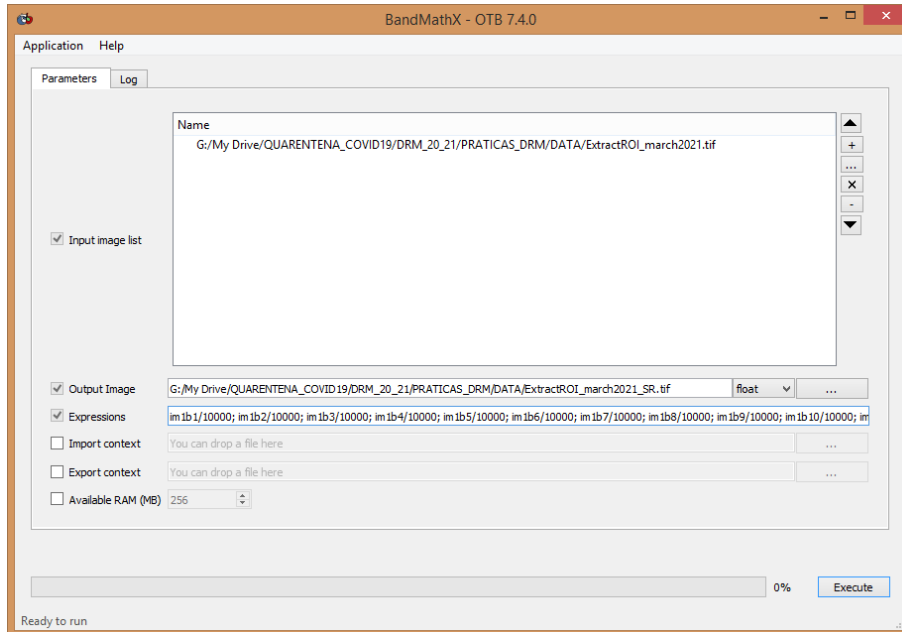 BandMathX - OTB 7.4.0
Application Help
Parameters Log
Name
G:/My Drive/QUARENTENA_COVID19/DRM_20_21/PRATICAS_DRM/DATA/ExtractROI_march2021.tif
+
...
-
Input image list
Output Image G:/My Drive/QUARENTENA_COVID19/DRM_20_21/PRATICAS_DRM/DATA/ExtractROI_march2021_SR.tif float ...
Expressions im1b1/10000; im1b2/10000; im1b3/10000; im1b4/10000; im1b5/10000; im1b6/10000; im1b7/10000; im1b8/10000; im1b9/10000; im1b10/10000; im
Import context You can drop a file here ...
Export context You can drop a file here ...
Available RAM (MB) 256
0% Execute
Ready to run